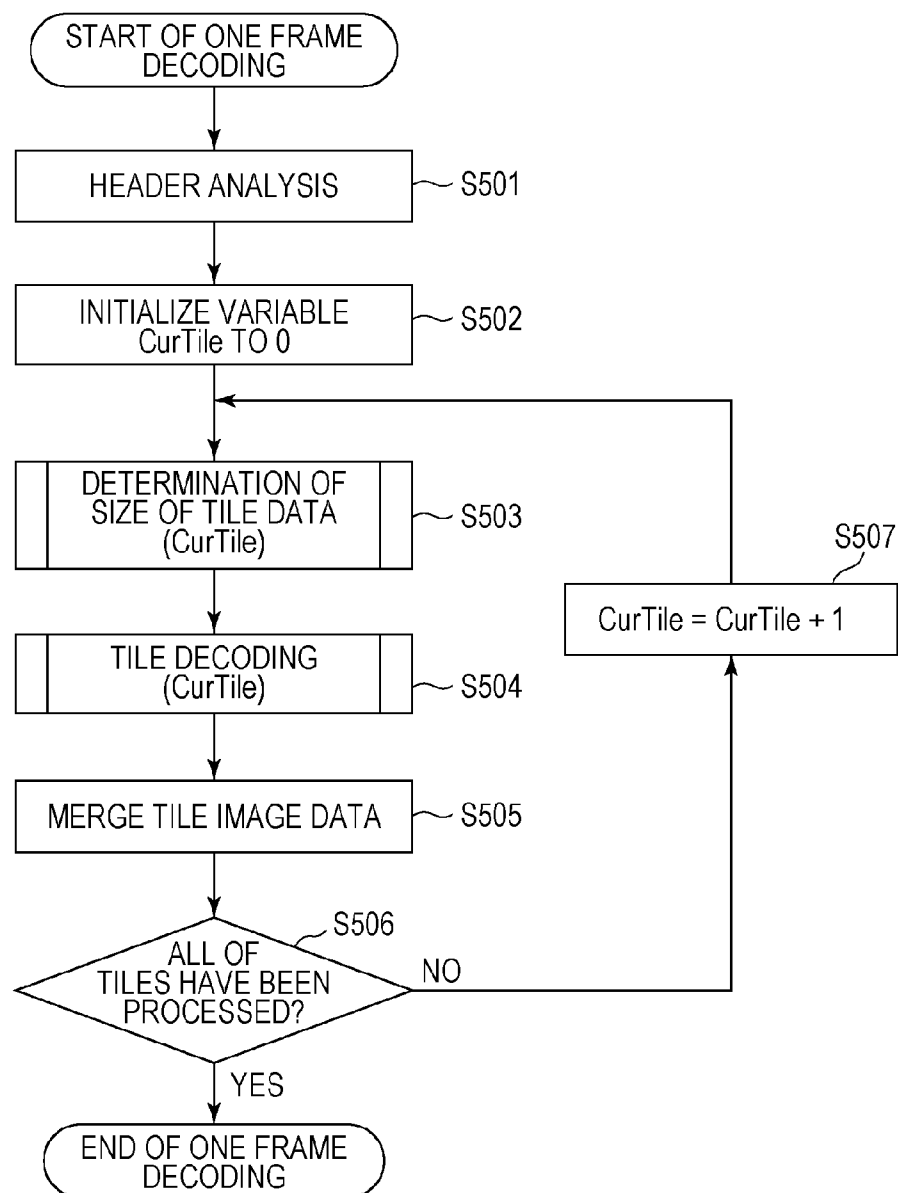 START OF ONE FRAME
DECODING
HEADER ANALYSIS
S501
INITIALIZE VARIABLE
CurTile TO 0
S502
DETERMINATION OF
SIZE OF TILE DATA
(CurTile)
S503
S507
CurTile = CurTile + 1
TILE DECODING
(CurTile)
S504
MERGE TILE IMAGE DATA
S505
S506
ALL OF
TILES HAVE BEEN
PROCESSED?
NO
YES
END OF ONE FRAME
DECODING